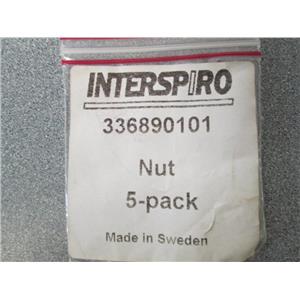 INTERSPIRO
336890101
Nut
5-pack
Made in Sweden